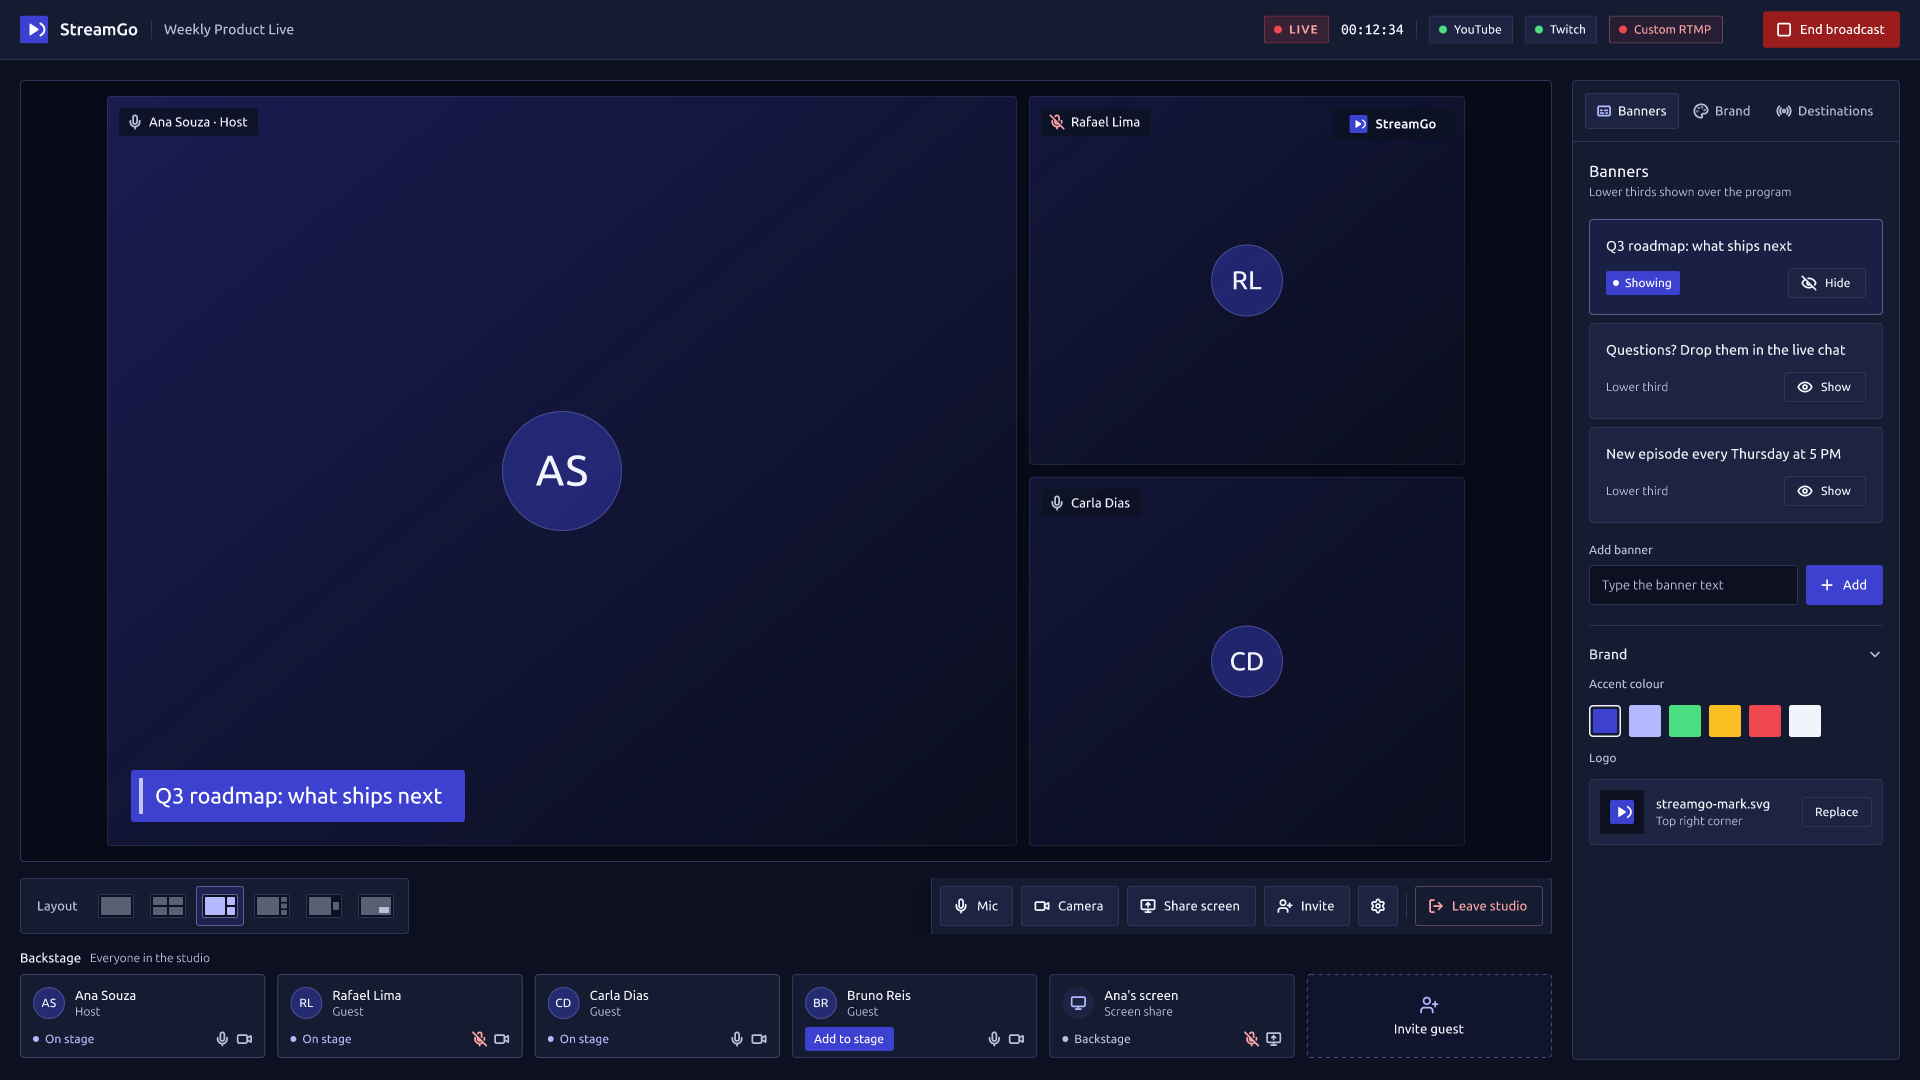 StreamGo
Weekly Product Live
LIVE
00:12:34
YouTube
Twitch
Custom RTMP
End broadcast
Ana Souza · Host
AS
Q3 roadmap: what ships next
Rafael Lima
StreamGo
RL
Carla Dias
CD
Banners
Brand
Destinations
Banners
Lower thirds shown over the program
Q3 roadmap: what ships next
Showing
Hide
Questions? Drop them in the live chat
Lower third
Show
New episode every Thursday at 5 PM
Lower third
Show
Add banner
Type the banner text
Add
Brand
Accent colour
Logo
streamgo-mark.svg
Top right corner
Replace
Layout
Mic
Camera
Share screen
Invite
Leave studio
Backstage
Everyone in the studio
AS
Ana Souza
Host
On stage
RL
Rafael Lima
Guest
On stage
CD
Carla Dias
Guest
On stage
BR
Bruno Reis
Guest
Add to stage
Ana's screen
Screen share
Backstage
Invite guest